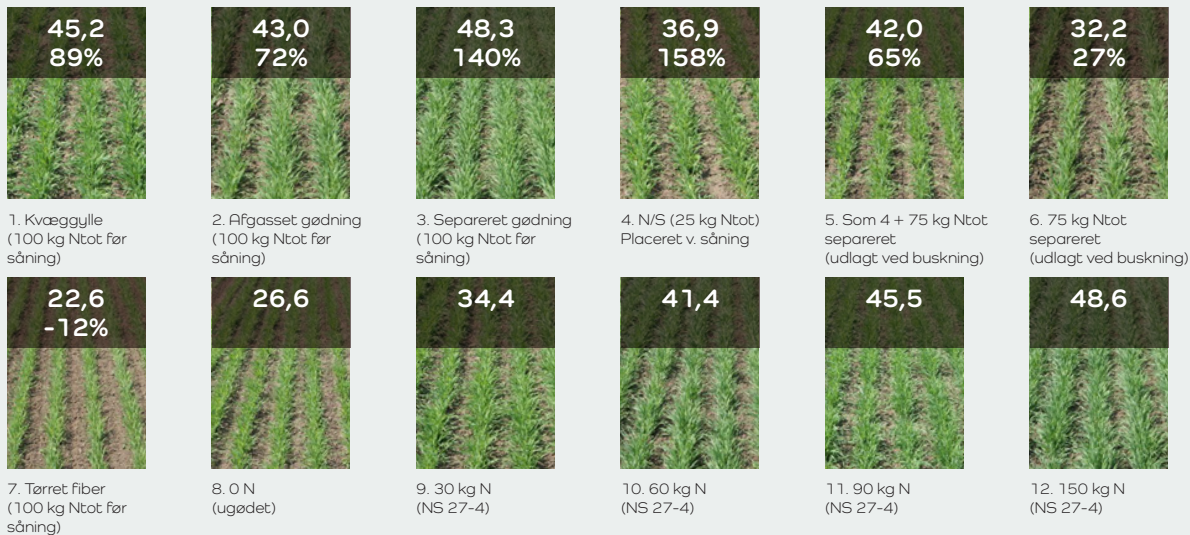 45,2
89%
43,0
72%
48,3
140%
36,9
158%
42,0
65%
32,2
27%
1. Kvæggylle
(100 kg Ntot før
såning)
2. Afgasset gødning
(100 kg Ntot før
såning)
3. Separeret gødning
(100 kg Ntot før
såning)
4. N/S (25 kg Ntot)
Placeret v. såning
5. Som 4 + 75 kg Ntot
separeret
(udlagt ved buskning)
6. 75 kg Ntot
separeret
(udlagt ved buskning)
22,6
-12%
26,6
34,4
41,4
45,5
48,6
7. Tørret fiber
(100 kg Ntot før
såning)
8. 0 N
(ugødet)
9. 30 kg N
(NS 27-4)
10. 60 kg N
(NS 27-4)
11. 90 kg N
(NS 27-4)
12. 150 kg N
(NS 27-4)